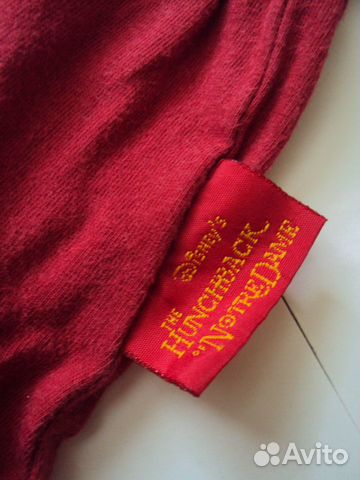 Disney's
THE
HUNCHBACK
OF NOTRE DAME
Avito